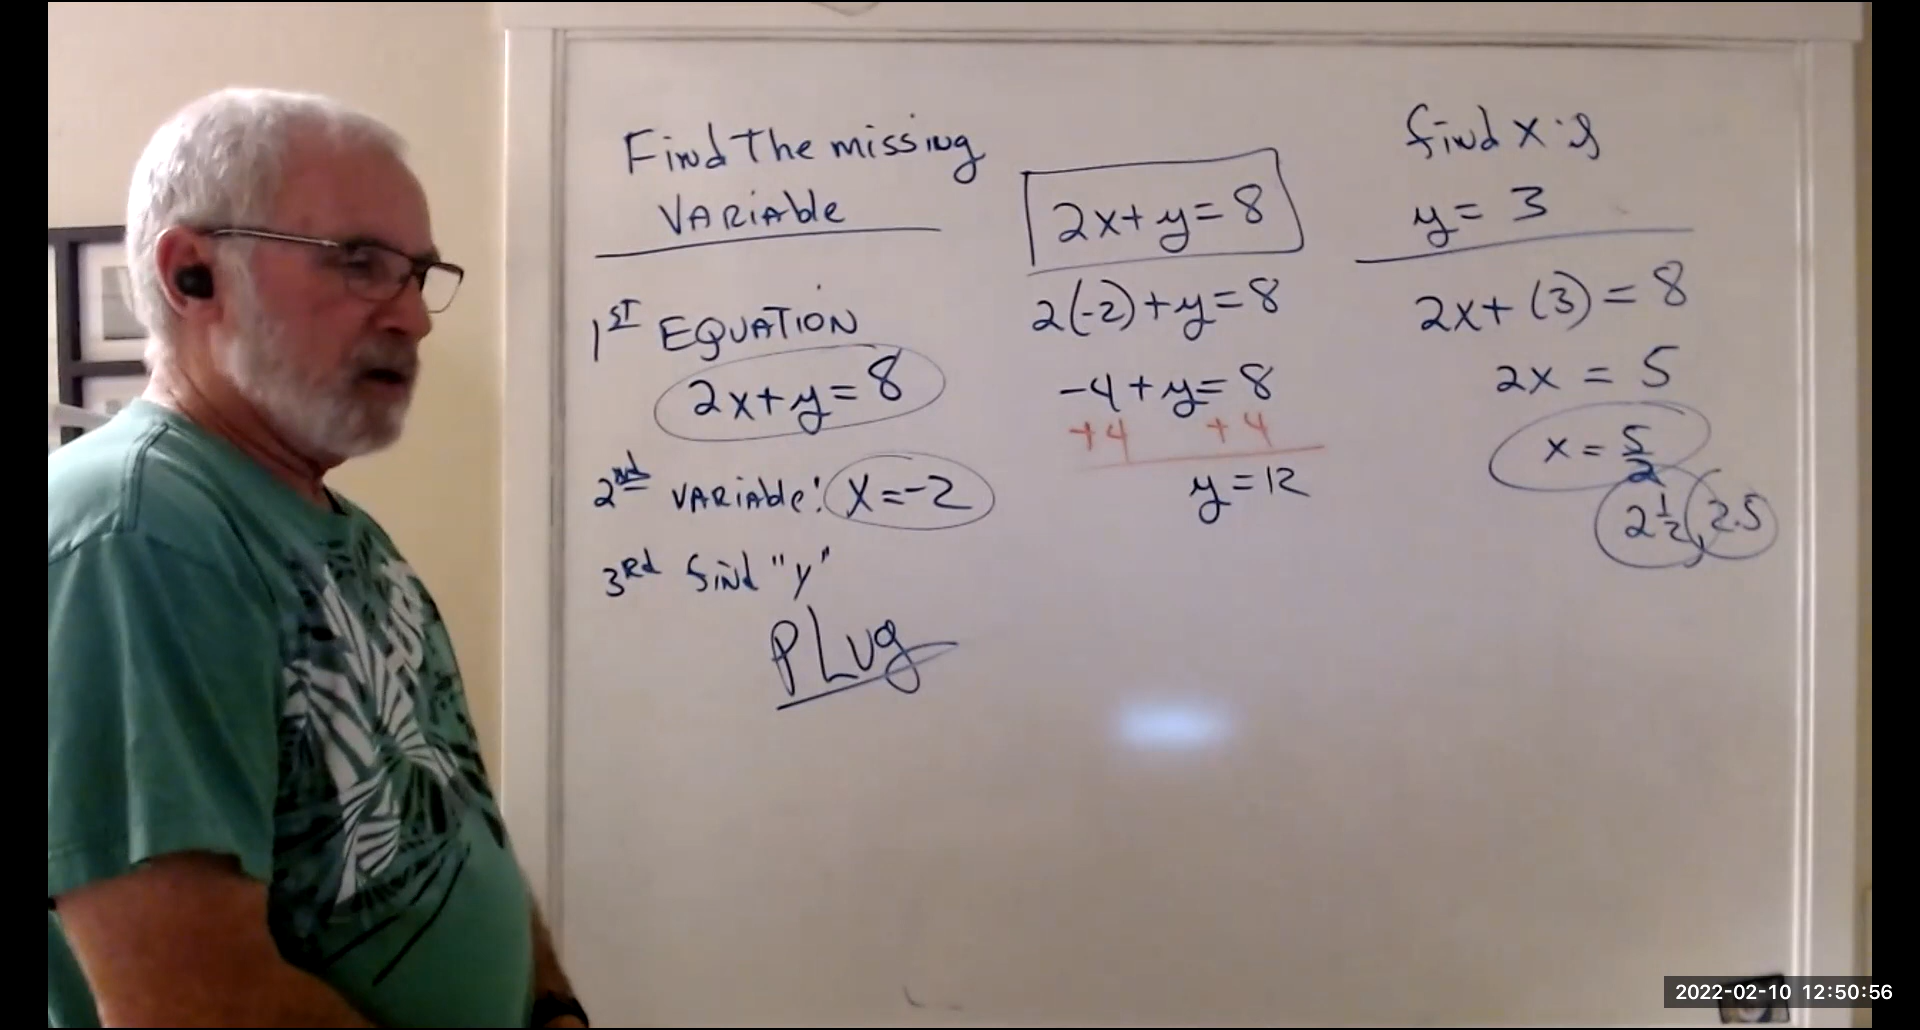 Find The missing
VARiAble
1ST EQUATION
2x+y=8
2nd VARiAble: x=-2
3Rd find "y"
PLug
2x+y=8
2(-2)+y=8
-4+y=8
+4 +4
y=12
find x if
y=3
2x+(3)=8
2x=5
x=5/2
2 1/2, 2.5
2022-02-10 12:50:56